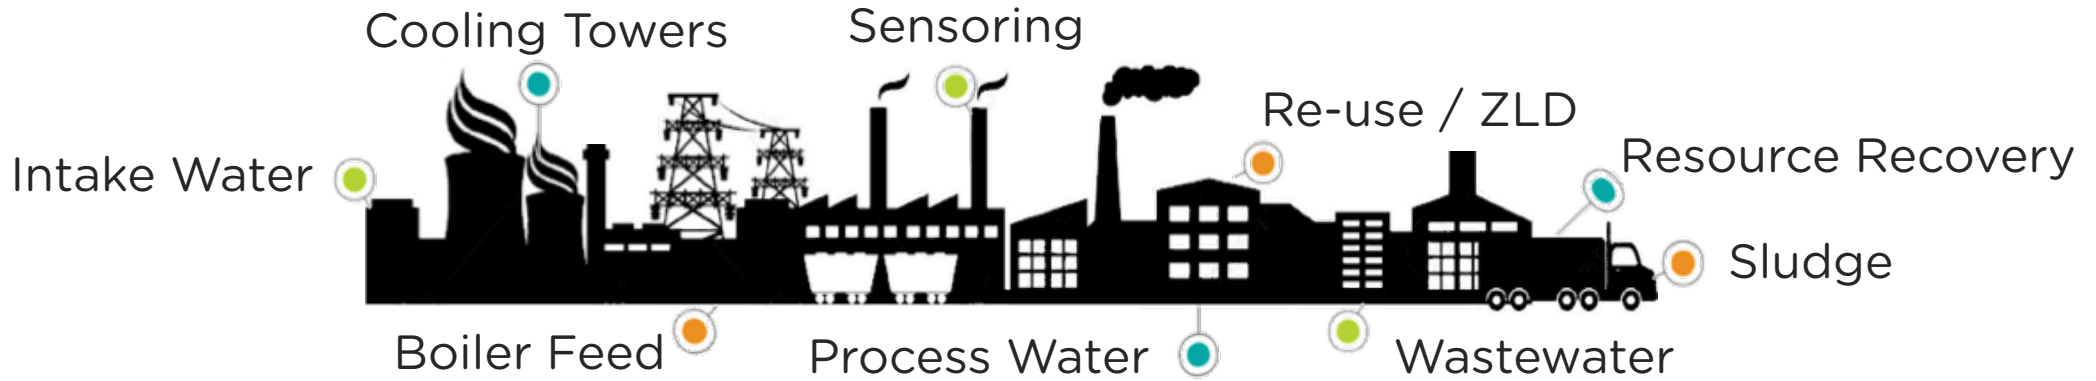 Cooling Towers
Sensoring
Re-use / ZLD
Resource Recovery
Intake Water
Sludge
Boiler Feed
Process Water
Wastewater